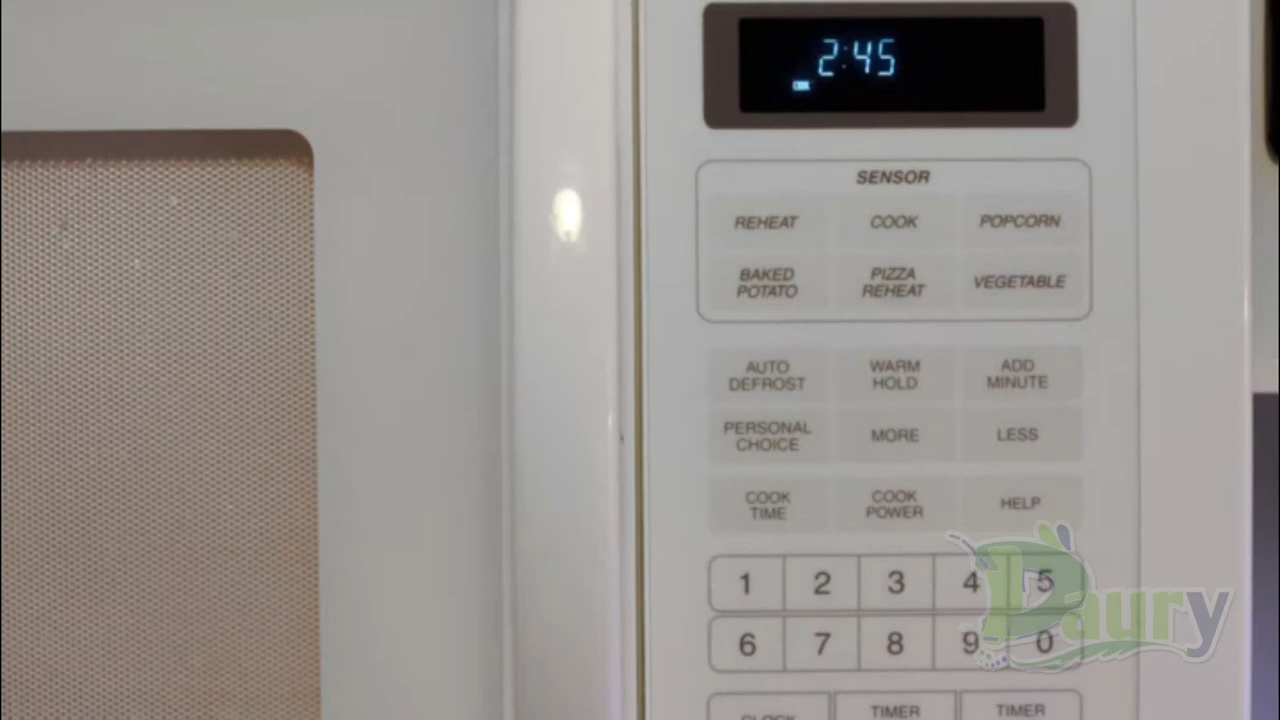 2:45
COOK
SENSOR
REHEAT COOK POPCORN
BAKED POTATO PIZZA REHEAT VEGETABLE
AUTO DEFROST WARM HOLD ADD MINUTE
PERSONAL CHOICE MORE LESS
COOK TIME COOK POWER HELP
1 2 3 4 5
6 7 8 9 0
CLOCK TIMER TIMER
Daury